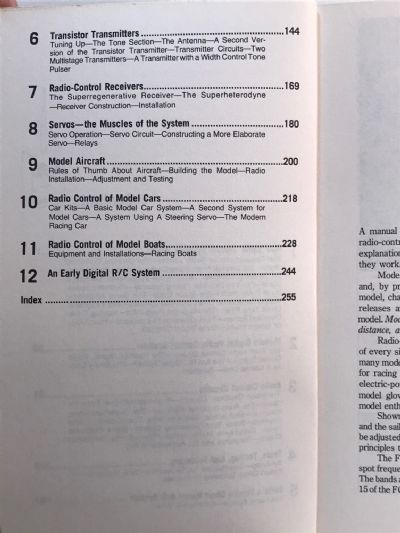 6 Transistor Transmitters 144
Tuning Up—The Tone Section—The Antenna—A Second Ver-
sion of the Transistor Transmitter—Transmitter Circuits—Two
Multistage Transmitters—A Transmitter with a Width Control Tone
Pulser
7 Radio-Control Receivers 169
The Superregenerative Receiver—The Superheterodyne
—Receiver Construction—Installation
8 Servos—the Muscles of the System 180
Servo Operation—Servo Circuit—Constructing a More Elaborate
Servo—Relays
9 Model Aircraft 200
Rules of Thumb About Aircraft—Building the Model—Radio
Installation—Adjustment and Testing
10 Radio Control of Model Cars 218
Car Kits—A Basic Model Car System—A Second System for
Model Cars—A System Using A Steering Servo—The Modern
Racing Car
11 Radio Control of Model Boats 228
Equipment and Installations—Racing Boats
12 An Early Digital R/C System 244
Index 255
A manual
radio-contr
explanation
they work.
Mode
and, by pr
model, cha
releases a
model. Mod
distance, a
Radio-
of every si
many mode
for racing
electric-po
model glov
model enth
Shown
and the sail
be adjusted
principles t
The F
spot freque
The bands a
15 of the FC